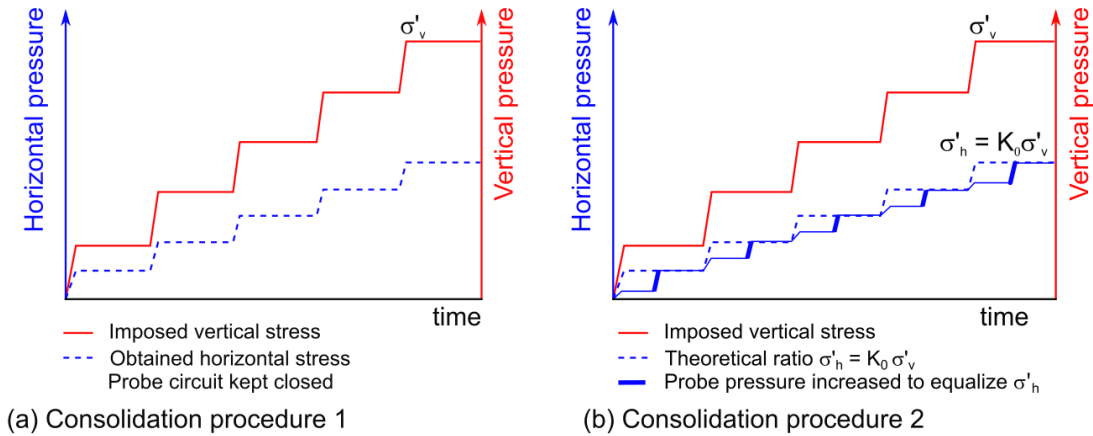 Horizontal pressure
σ'v
Vertical pressure
time
Imposed vertical stress
Obtained horizontal stress
Probe circuit kept closed
(a) Consolidation procedure 1
Horizontal pressure
σ'v
σ'h = K0σ'v
Vertical pressure
time
Imposed vertical stress
Theoretical ratio σ'h = K0 σ'v
Probe pressure increased to equalize σ'h
(b) Consolidation procedure 2